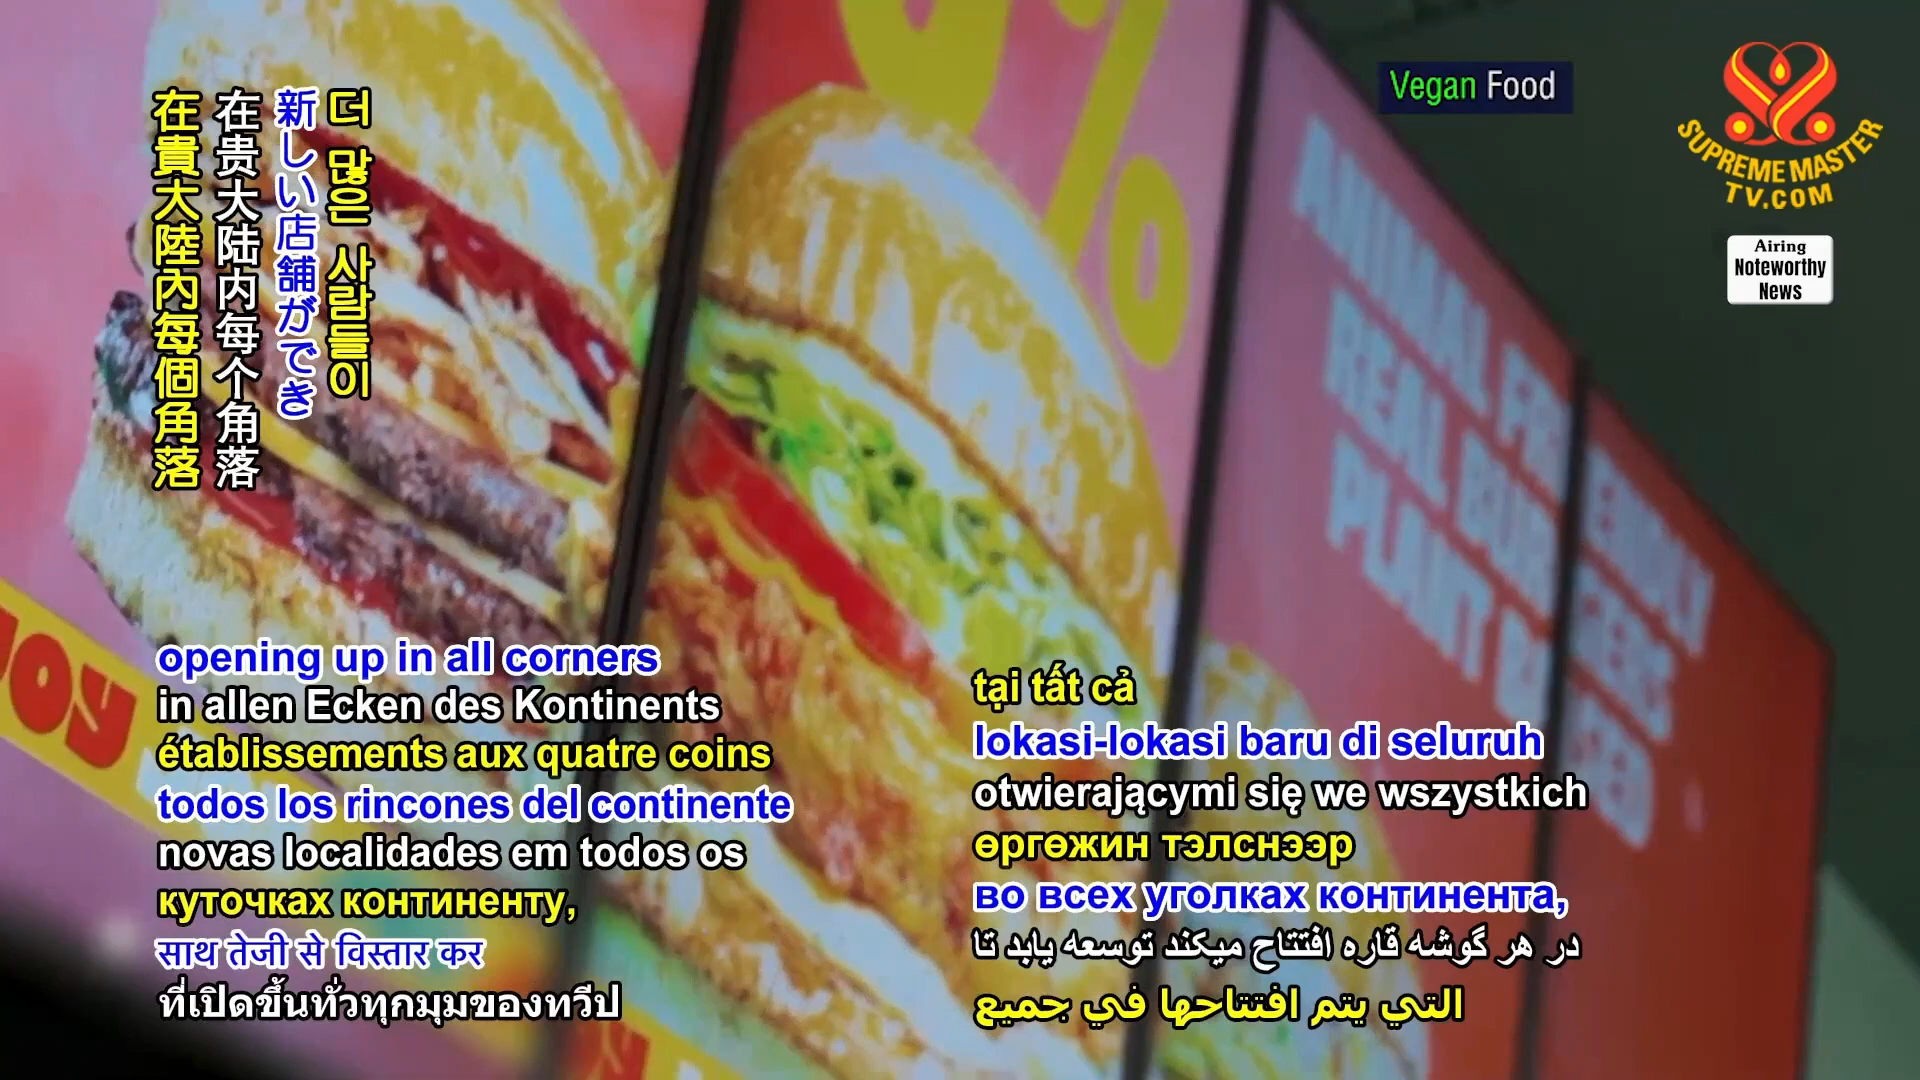 Vegan Food
SUPREME MASTER
TV.COM
Airing
Noteworthy
News
더 많은 사람들이
新しい店舗ができ
在贵大陆内每个角落
在貴大陸內每個角落
%
ANIMAL FRIENDLY
REAL BURGERS
PLANT BASED
opening up in all corners
in allen Ecken des Kontinents
établissements aux quatre coins
todos los rincones del continente
novas localidades em todos os
куточках континенту,
साथ तेजी से विस्तार कर
ที่เปิดขึ้นทั่วทุกมุมของทวีป
tại tất cả
lokasi-lokasi baru di seluruh
otwierającymi się we wszystkich
өргөжин тэлснээр
во всех уголках континента,
در هر گوشه قاره افتتاح میکند توسعه یابد تا
التي يتم افتتاحها في جميع